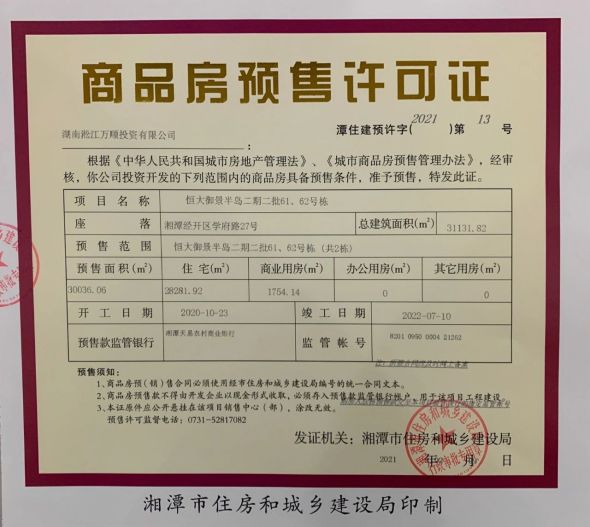 商品房预售许可证
潭住建预许字(2021)第 13 号
湖南淞江万顺投资有限公司 ：
根据《中华人民共和国城市房地产管理法》、《城市商品房预售管理办法》，经审
核，你公司投资开发的下列范围内的商品房具备预售条件，准予预售，特发此证。
项目名称 恒大御景半岛二期二批61、62号栋
座落 湘潭经开区学府路27号 总建筑面积(m²) 31131.82
预售范围 恒大御景半岛二期二批61、62号栋 (共2栋)
预售面积(m²) 住宅(m²) 商业用房(m²) 办公用房(m²) 其它用房(m²)
30036.06 28281.92 1754.14 0 0
开工日期 2020-10-23 竣工日期 2022-07-10
预售款监管银行 湘潭天易农村商业银行 监管帐号 8201 0950 0004 21262
预售须知：
1、商品房预（销）售合同必须使用经市住房和城乡建设局编号的统一合同文本。
2、商品房预售款不得由开发企业以现金形式收取，必须存入预售款监管银行帐户，用于该项目工程建设。
3、本证原件应公开悬挂在该项目销售中心（部），涂改无效。
预售许可监督电话：0731-52817082
发证机关：湘潭市住房和城乡建设局
2021 年 月 日
湘潭市住房和城乡建设局印制